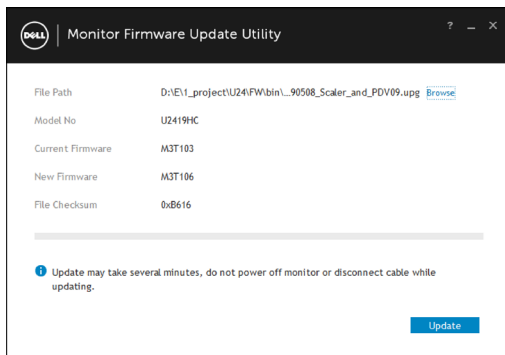 DELL
Monitor Firmware Update Utility
? _ X
File Path D:\E\1_project\U24\FW\bin\...90508_Scaler_and_PDV09.upg Browse
Model No U2419HC
Current Firmware M3T103
New Firmware M3T106
File Checksum 0xB616
Update may take several minutes, do not power off monitor or disconnect cable while
updating.
Update